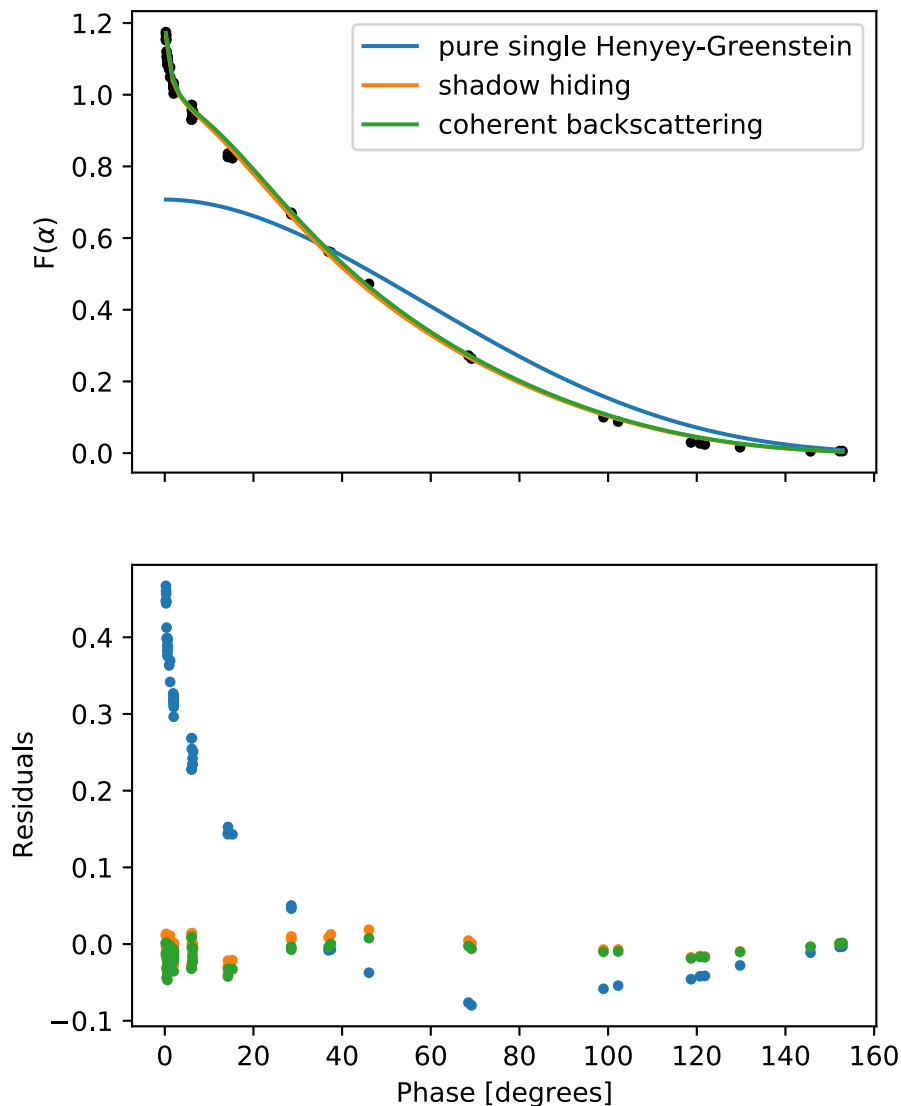 1.2
1.0
0.8
0.6
0.4
0.2
0.0
F(α)
pure single Henyey-Greenstein
shadow hiding
coherent backscattering
0.4
0.3
0.2
0.1
0.0
−0.1
Residuals
0 20 40 60 80 100 120 140 160
Phase [degrees]